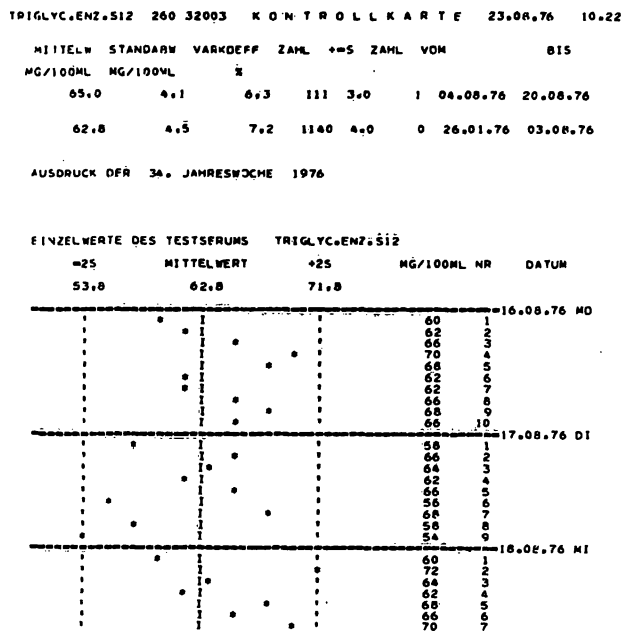 TRIGLYC.ENZ.S12 260 32003 K O N T R O L L K A R T E 23.08.76 10.22
MITTELW STANDABW VARKOEFF ZAHL +-S ZAHL VOM BIS
MG/100ML MG/100ML %
65.0 4.1 6.3 111 3.0 1 04.08.76 20.08.76
62.8 4.5 7.2 1140 4.0 0 26.01.76 03.08.76
AUSDRUCK DER 34. JAHRESWOCHE 1976
EINZELWERTE DES TESTSERUMS TRIGLYC.ENZ.S12
-2S MITTELWERT +2S MG/100ML NR DATUM
53.8 62.8 71.8
16.08.76 MO
60 1
62 2
66 3
70 4
68 5
62 6
62 7
66 8
68 9
66 10
17.08.76 DI
58 1
66 2
64 3
62 4
66 5
56 6
68 7
58 8
54 9
18.08.76 MI
60 1
72 2
64 3
62 4
68 5
66 6
70 7